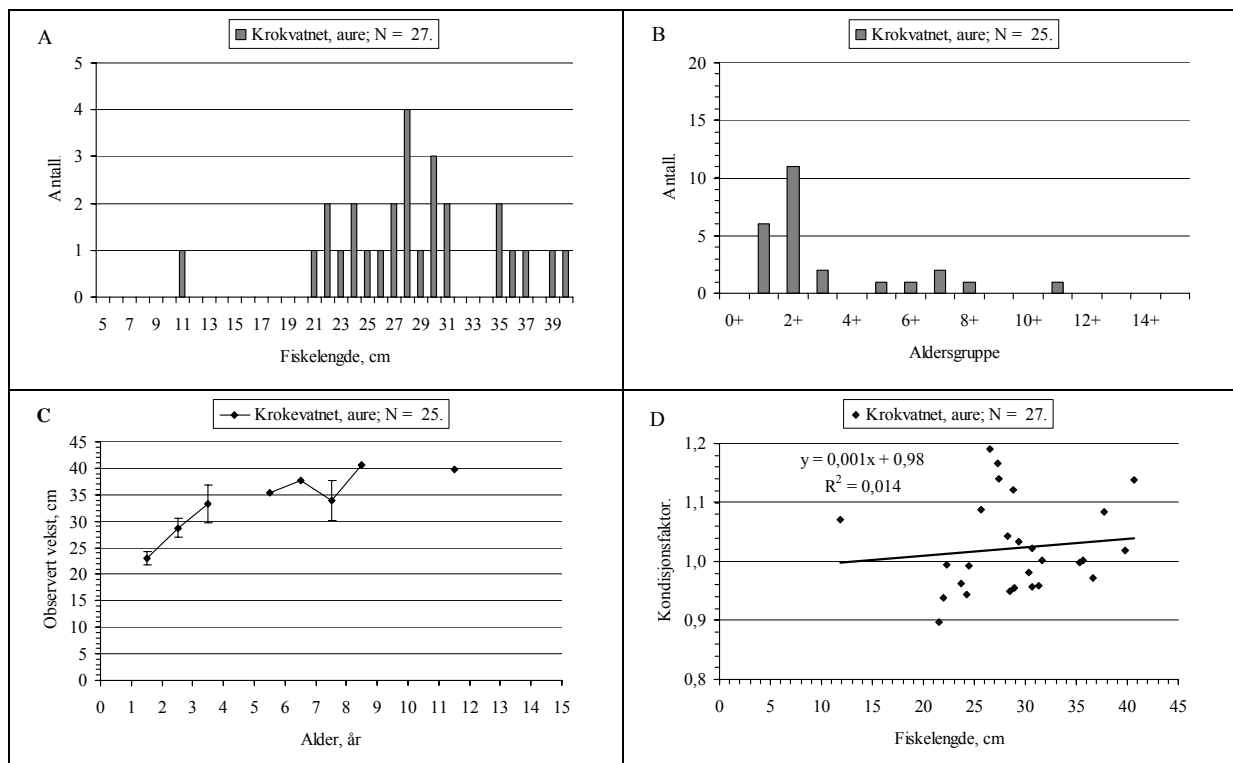 A
Krokvatnet, aure; N = 27.
5
4
3
2
1
0
Antall.
5 7 9 11 13 15 17 19 21 23 25 27 29 31 33 35 37 39
Fiskelengde, cm
B
Krokvatnet, aure; N = 25.
20
15
10
5
0
Antall.
0+ 2+ 4+ 6+ 8+ 10+ 12+ 14+
Aldersgruppe
C
Krokevatnet, aure; N = 25.
45
40
35
30
25
20
15
10
5
0
Observert vekst, cm
0 1 2 3 4 5 6 7 8 9 10 11 12 13 14 15
Alder, år
D
Krokvatnet, aure; N = 27.
y = 0,001x + 0,98
R² = 0,014
1,2
1,1
1,0
0,9
0,8
Kondisjonsfaktor.
0 5 10 15 20 25 30 35 40 45
Fiskelengde, cm